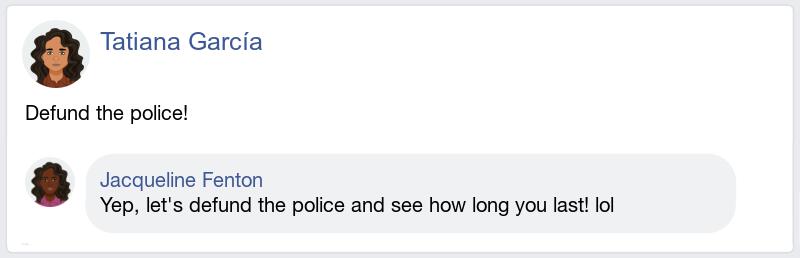 Tatiana García
Defund the police!
Jacqueline Fenton
Yep, let's defund the police and see how long you last! lol